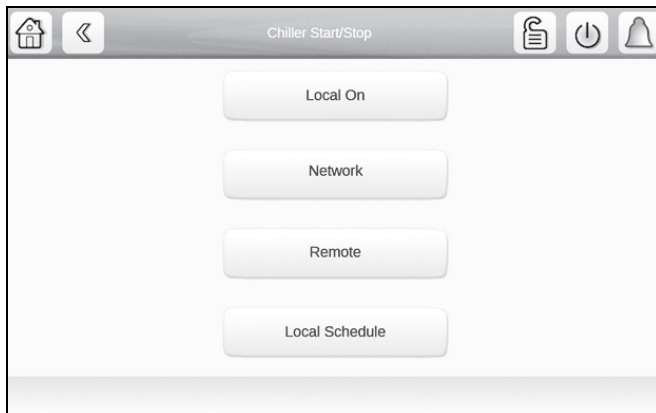 Chiller Start/Stop
Local On
Network
Remote
Local Schedule